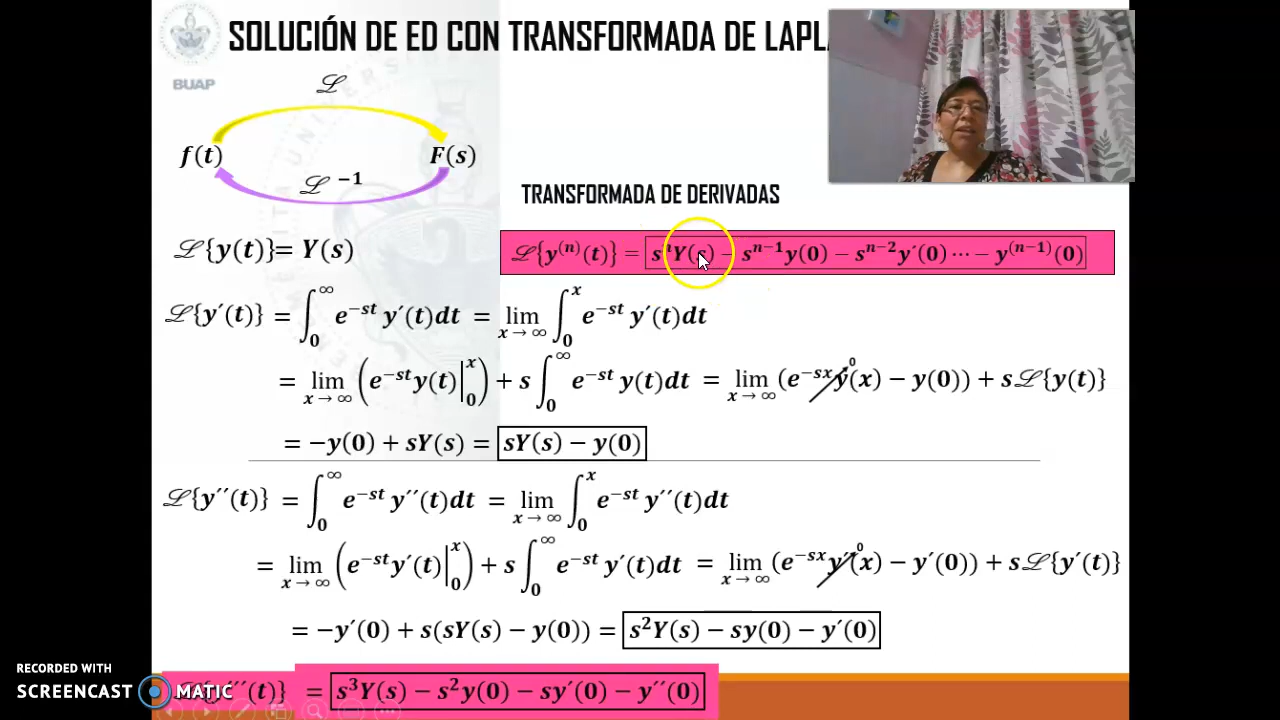 SOLUCIÓN DE ED CON TRANSFORMADA DE LAPLA
BUAP
ℒ
f(t) F(s)
ℒ ⁻¹
TRANSFORMADA DE DERIVADAS
ℒ{y(t)}= Y(s)
ℒ{y⁽ⁿ⁾(t)} = sⁿY(s) − sⁿ⁻¹y(0) − sⁿ⁻²y´(0) ⋯ − y⁽ⁿ⁻¹⁾(0)
ℒ{y´(t)} = ∫₀^∞ e^{−st} y´(t)dt = lim_{x→∞} ∫₀^x e^{−st} y´(t)dt
= lim_{x→∞} (e^{−st}y(t)|₀^x) + s ∫₀^∞ e^{−st} y(t)dt = lim_{x→∞} (e^{−sx}y(x) − y(0)) + sℒ{y(t)}
0
= −y(0) + sY(s) = sY(s) − y(0)
ℒ{y´´(t)} = ∫₀^∞ e^{−st} y´´(t)dt = lim_{x→∞} ∫₀^x e^{−st} y´´(t)dt
= lim_{x→∞} (e^{−st}y´(t)|₀^x) + s ∫₀^∞ e^{−st} y´(t)dt = lim_{x→∞} (e^{−sx}y´(x) − y´(0)) + sℒ{y´(t)}
0
= −y´(0) + s(sY(s) − y(0)) = s²Y(s) − sy(0) − y´(0)
ℒ{y´´´(t)} = s³Y(s) − s²y(0) − sy´(0) − y´´(0)
RECORDED WITH
SCREENCAST MATIC